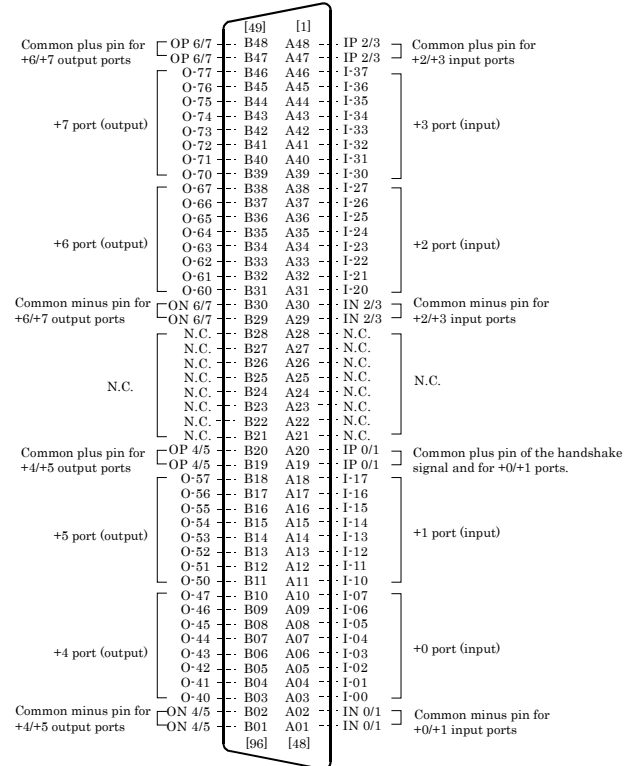 [49] [1]
Common plus pin for +6/+7 output ports
OP 6/7 B48 A48 IP 2/3
OP 6/7 B47 A47 IP 2/3
Common plus pin for +2/+3 input ports
O-77 B46 A46 I-37
O-76 B45 A45 I-36
O-75 B44 A44 I-35
O-74 B43 A43 I-34
+7 port (output)
O-73 B42 A42 I-33
+3 port (input)
O-72 B41 A41 I-32
O-71 B40 A40 I-31
O-70 B39 A39 I-30
O-67 B38 A38 I-27
O-66 B37 A37 I-26
O-65 B36 A36 I-25
O-64 B35 A35 I-24
+6 port (output)
O-63 B34 A34 I-23
+2 port (input)
O-62 B33 A33 I-22
O-61 B32 A32 I-21
O-60 B31 A31 I-20
Common minus pin for +6/+7 output ports
ON 6/7 B30 A30 IN 2/3
ON 6/7 B29 A29 IN 2/3
Common minus pin for +2/+3 input ports
N.C. B28 A28 N.C.
N.C. B27 A27 N.C.
N.C. B26 A26 N.C.
N.C. B25 A25 N.C.
N.C.
N.C. B24 A24 N.C.
N.C.
N.C. B23 A23 N.C.
N.C. B22 A22 N.C.
N.C. B21 A21 N.C.
Common plus pin for +4/+5 output ports
OP 4/5 B20 A20 IP 0/1
OP 4/5 B19 A19 IP 0/1
Common plus pin of the handshake signal and for +0/+1 ports.
O-57 B18 A18 I-17
O-56 B17 A17 I-16
O-55 B16 A16 I-15
O-54 B15 A15 I-14
+5 port (output)
O-53 B14 A14 I-13
+1 port (input)
O-52 B13 A13 I-12
O-51 B12 A12 I-11
O-50 B11 A11 I-10
O-47 B10 A10 I-07
O-46 B09 A09 I-06
O-45 B08 A08 I-05
O-44 B07 A07 I-04
+4 port (output)
O-43 B06 A06 I-03
+0 port (input)
O-42 B05 A05 I-02
O-41 B04 A04 I-01
O-40 B03 A03 I-00
Common minus pin for +4/+5 output ports
ON 4/5 B02 A02 IN 0/1
ON 4/5 B01 A01 IN 0/1
Common minus pin for +0/+1 input ports
[96] [48]